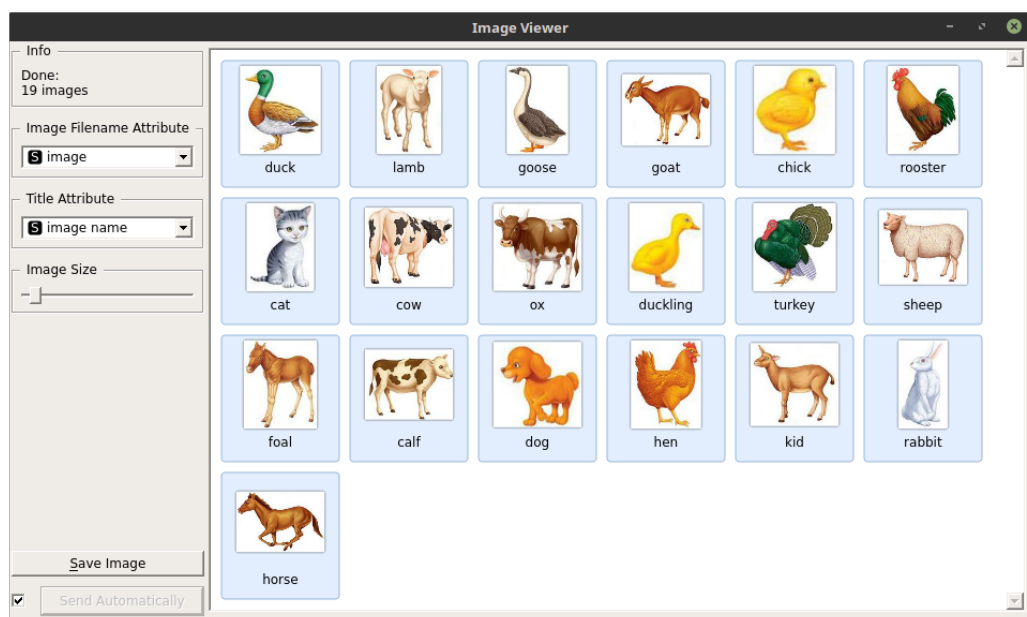 Image Viewer
Info
Done:
19 images
Image Filename Attribute
S image
Title Attribute
S image name
Image Size
Save Image
Send Automatically
duck lamb goose goat chick rooster
cat cow ox duckling turkey sheep
foal calf dog hen kid rabbit
horse